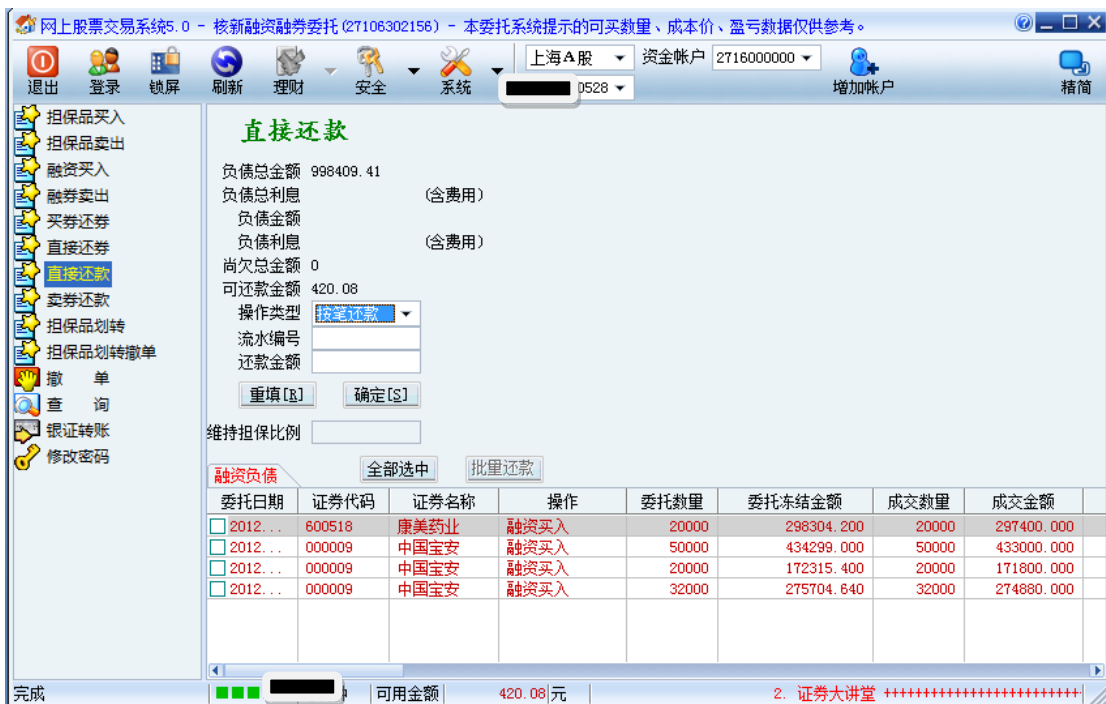 网上股票交易系统5.0 - 核新融资融券委托(27106302156) - 本委托系统提示的可买数量、成本价、盈亏数据仅供参考。
退出 登录 锁屏 刷新 理财 安全 系统 上海A股 资金帐户 2716000000 增加帐户 精简
0528
担保品买入
担保品卖出
融资买入
融券卖出
买券还券
直接还券
直接还款
卖券还款
担保品划转
担保品划转撤单
撤 单
查 询
银证转账
修改密码
直接还款
负债总金额 998409.41
负债总利息 (含费用)
负债金额
负债利息 (含费用)
尚欠总金额 0
可还款金额 420.08
操作类型 按笔还款
流水编号
还款金额
重填[R] 确定[S]
维持担保比例
融资负债 全部选中 批里还款
委托日期 证券代码 证券名称 操作 委托数量 委托冻结金额 成交数量 成交金额
2012... 600518 康美药业 融资买入 20000 298304.200 20000 297400.000
2012... 000009 中国宝安 融资买入 50000 434299.000 50000 433000.000
2012... 000009 中国宝安 融资买入 20000 172315.400 20000 171800.000
2012... 000009 中国宝安 融资买入 32000 275704.640 32000 274880.000
完成 可用金额 420.08元 2. 证券大讲堂 ++++++++++++++++++++++++++